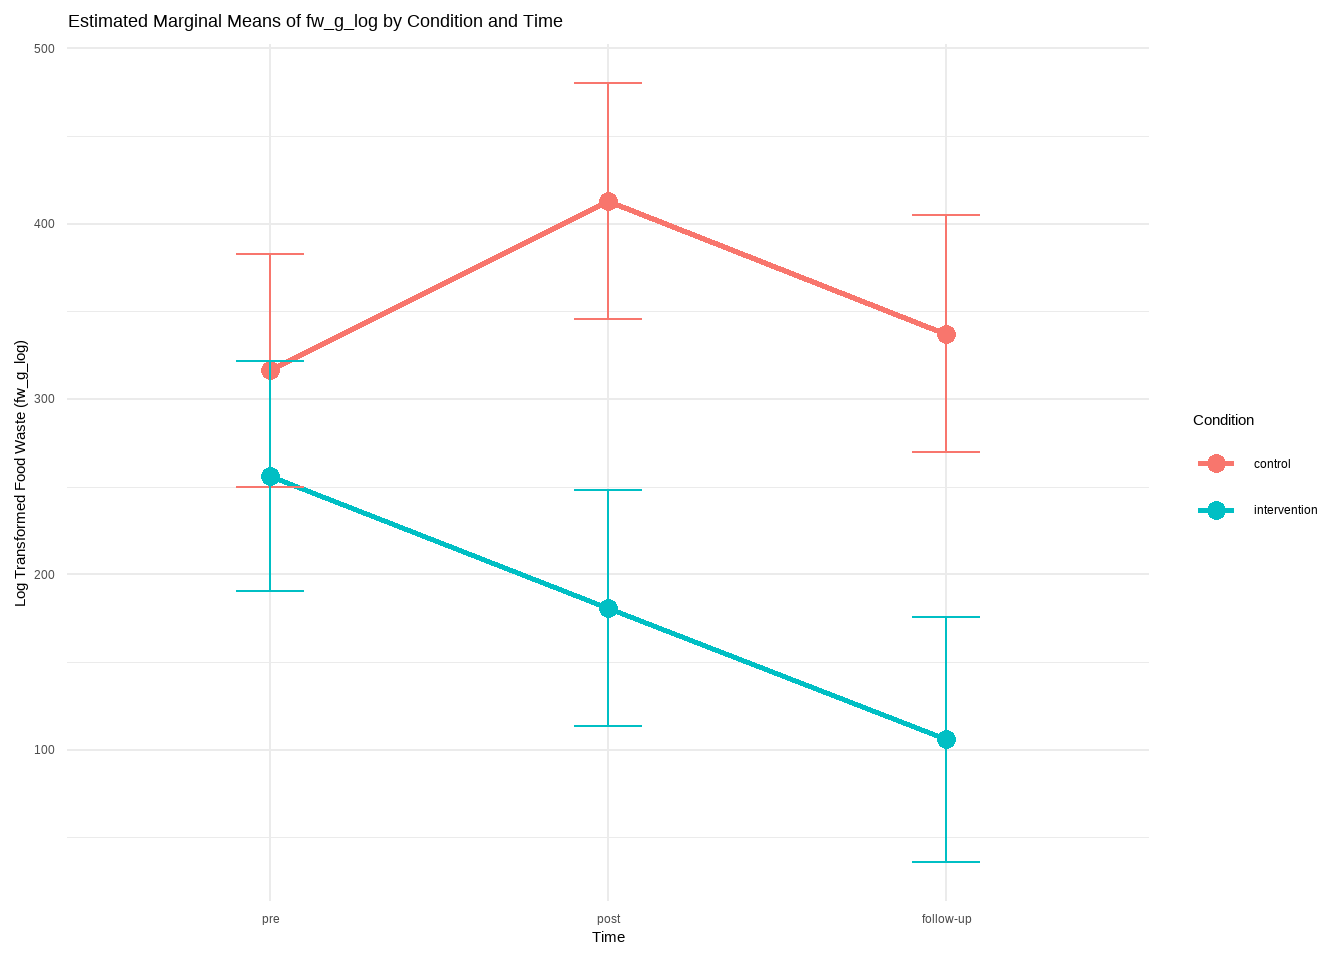 Estimated Marginal Means of fw_g_log by Condition and Time
Log Transformed Food Waste (fw_g_log)
500
400
300
200
100
pre
post
follow-up
Time
Condition
control
intervention